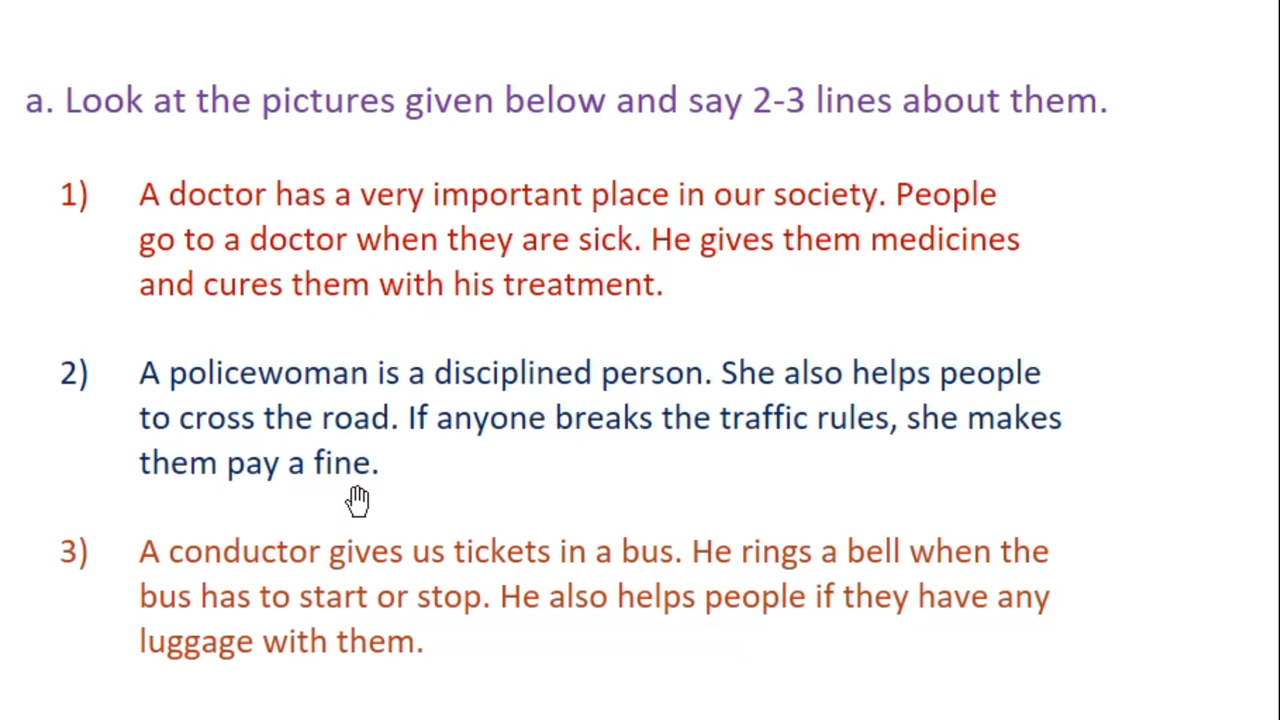 a. Look at the pictures given below and say 2-3 lines about them.
1) A doctor has a very important place in our society. People
go to a doctor when they are sick. He gives them medicines
and cures them with his treatment.
2) A policewoman is a disciplined person. She also helps people
to cross the road. If anyone breaks the traffic rules, she makes
them pay a fine.
3) A conductor gives us tickets in a bus. He rings a bell when the
bus has to start or stop. He also helps people if they have any
luggage with them.